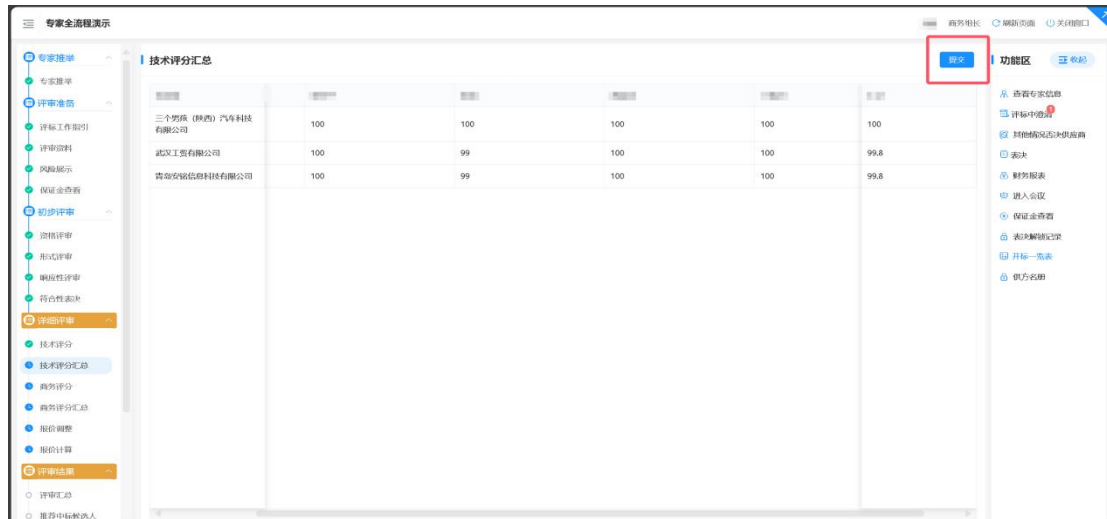 专家全流程演示
商务组长 刷新页面 关闭窗口
专家推举
专家推举
评审准备
评标工作指引
评审资料
风险展示
保证金查看
初步评审
资格评审
形式评审
响应性评审
符合性表决
详细评审
技术评分
技术评分汇总
商务评分
商务评分汇总
报价调整
报价计算
评审结果
评审汇总
推荐中标候选人
技术评分汇总
提交
三个男孩（陕西）汽车科技
有限公司
100 100 100 100 100
武汉工贸有限公司 100 99 100 100 99.8
青岛安铭信息科技有限公司 100 99 100 100 99.8
功能区 收起
查看专家信息
评标中澄清 1
其他情况否决供应商
表决
财务报表
进入会议
保证金查看
表决解锁记录
开标一览表
供方名册